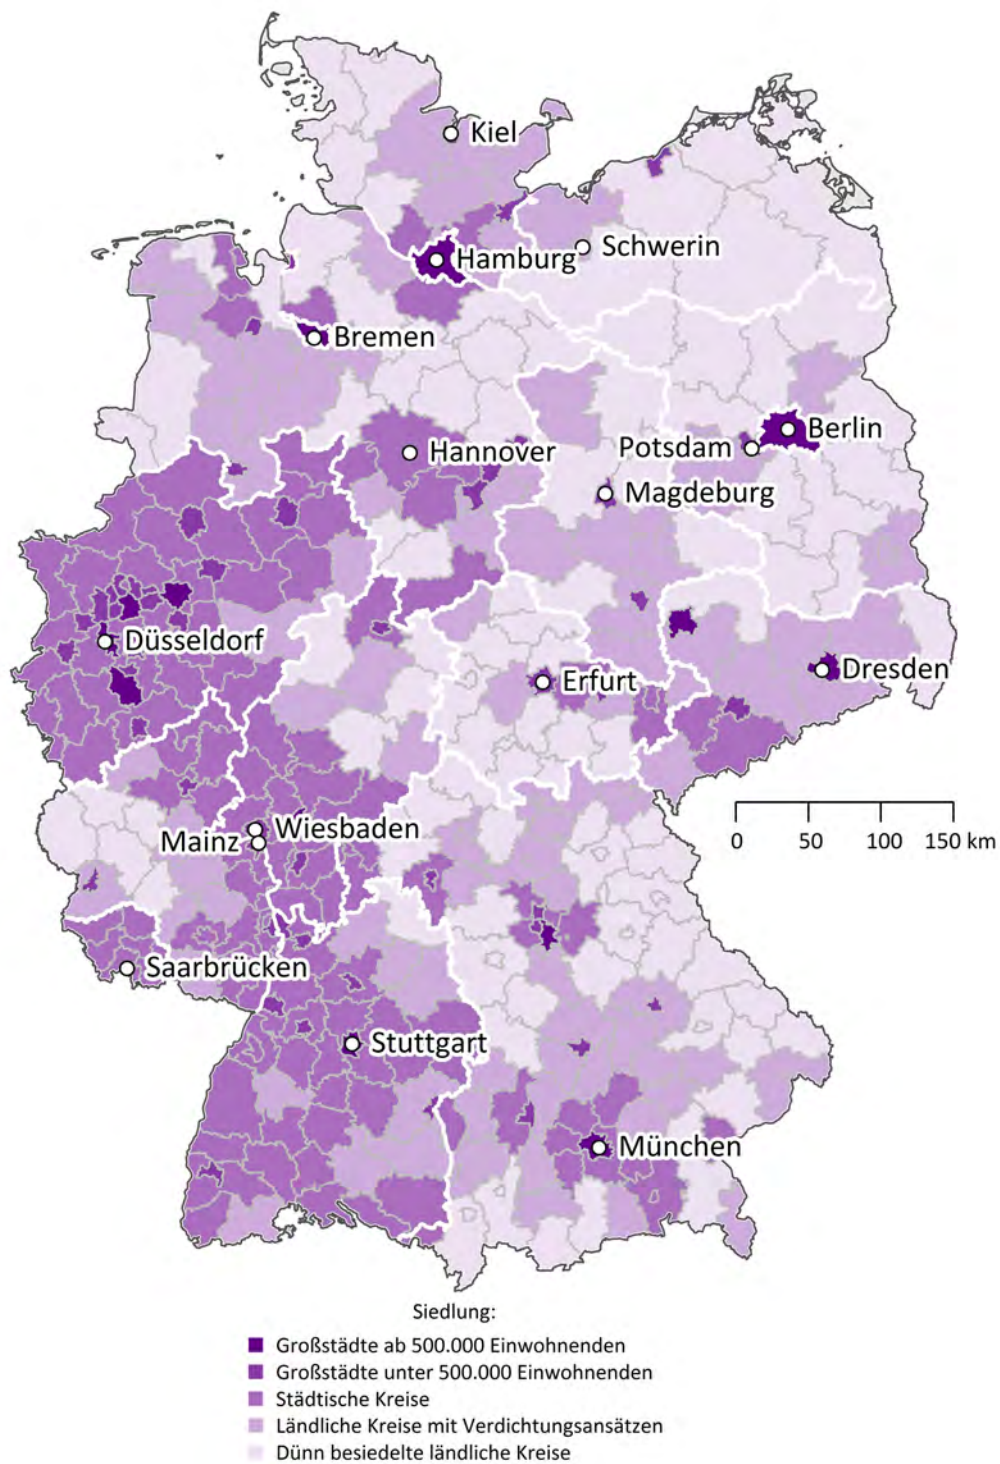 Kiel
Schwerin
Hamburg
Bremen
Berlin
Potsdam
Hannover
Magdeburg
Düsseldorf
Erfurt
Dresden
0 50 100 150 km
Wiesbaden
Mainz
Saarbrücken
Stuttgart
München
Siedlung:
Großstädte ab 500.000 Einwohnenden
Großstädte unter 500.000 Einwohnenden
Städtische Kreise
Ländliche Kreise mit Verdichtungsansätzen
Dünn besiedelte ländliche Kreise